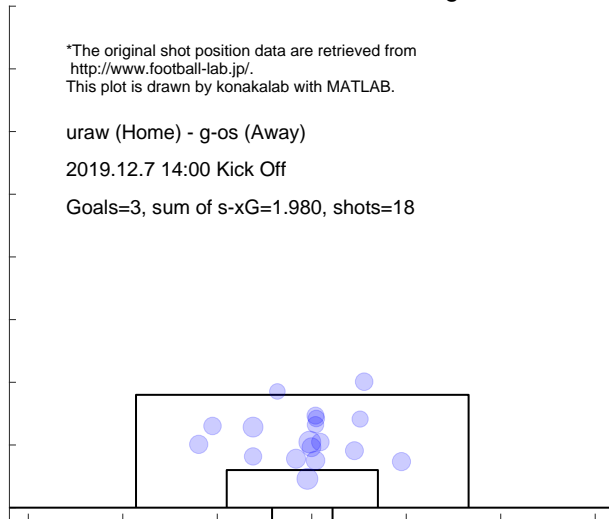 *The original shot position data are retrieved from
http://www.football-lab.jp/.
This plot is drawn by konakalab with MATLAB.
uraw (Home) - g-os (Away)
2019.12.7 14:00 Kick Off
Goals=3, sum of s-xG=1.980, shots=18